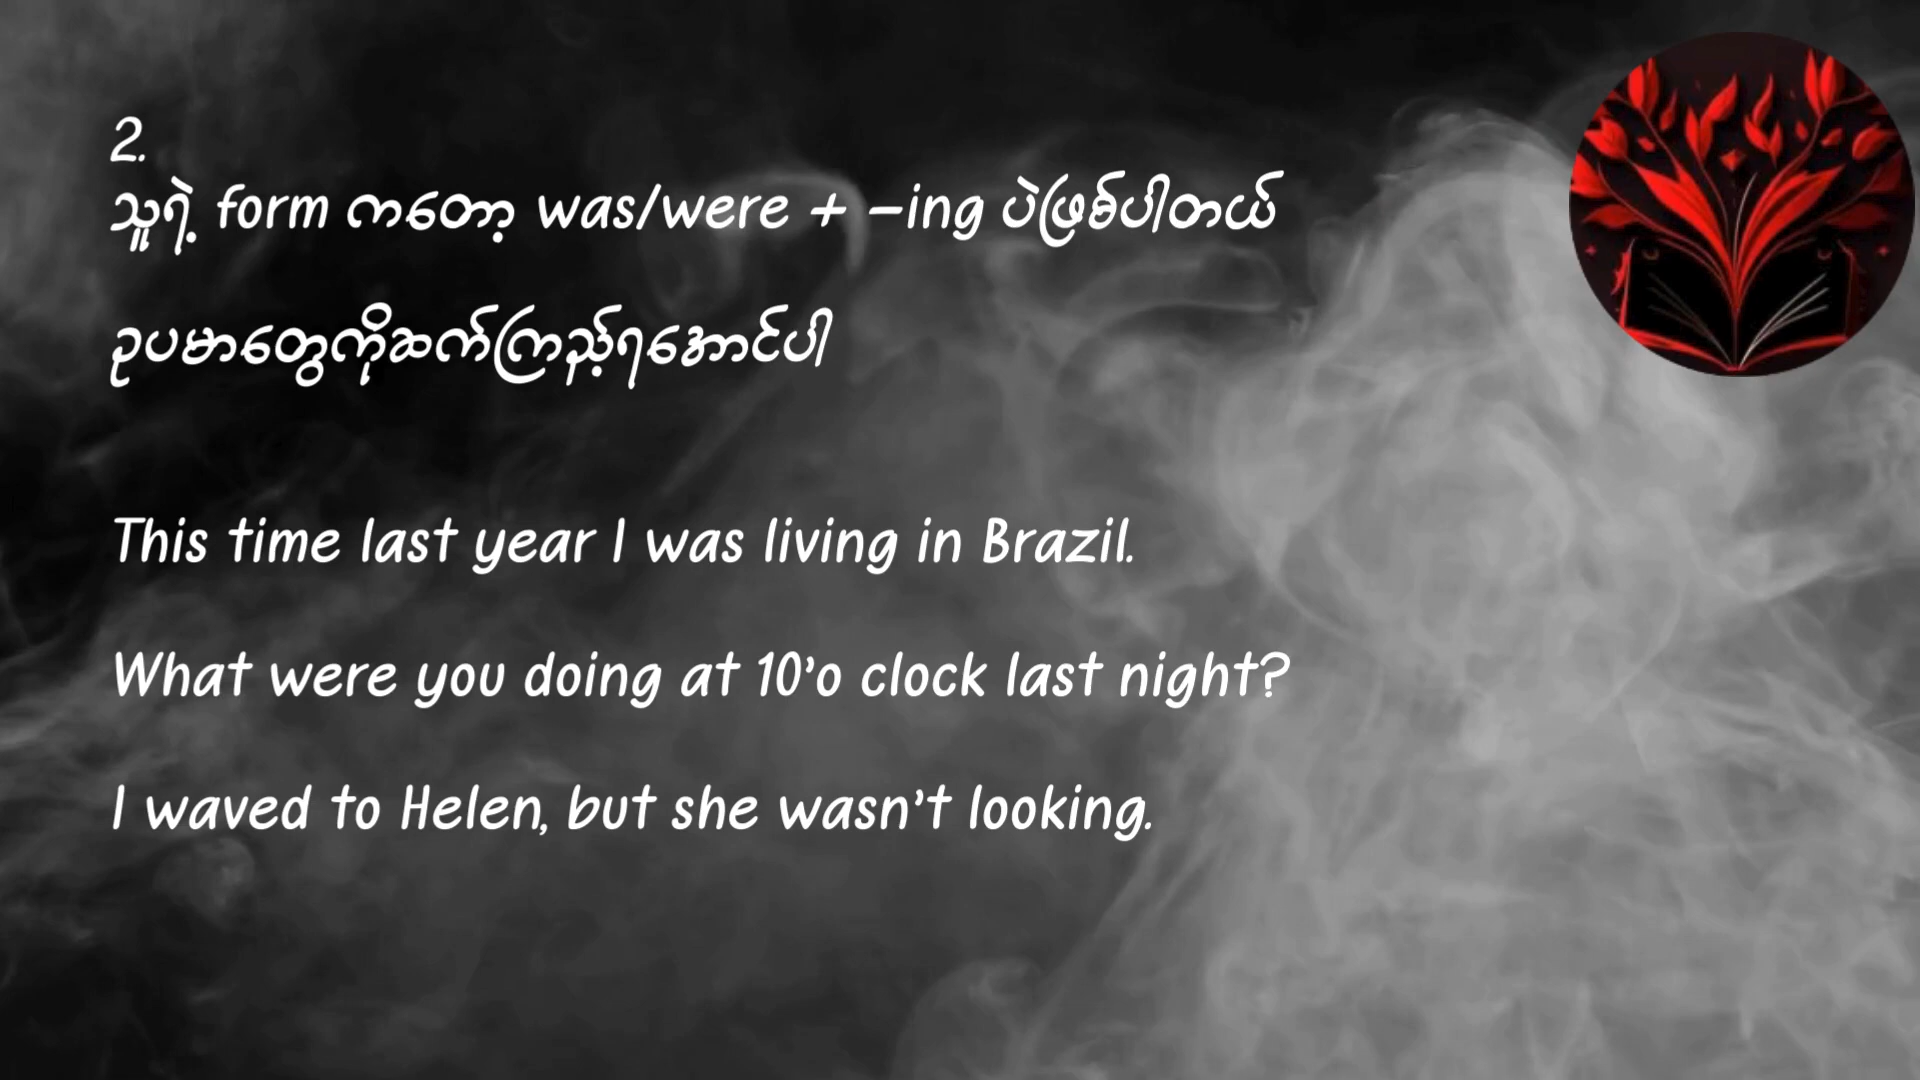 2.
သူ့ရဲ့ form ကတော့ was/were + –ing ပဲဖြစ်ပါတယ်
ဥပမာတွေကိုဆက်ကြည့်ရအောင်ပါ
This time last year I was living in Brazil.
What were you doing at 10’o clock last night?
I waved to Helen, but she wasn’t looking.